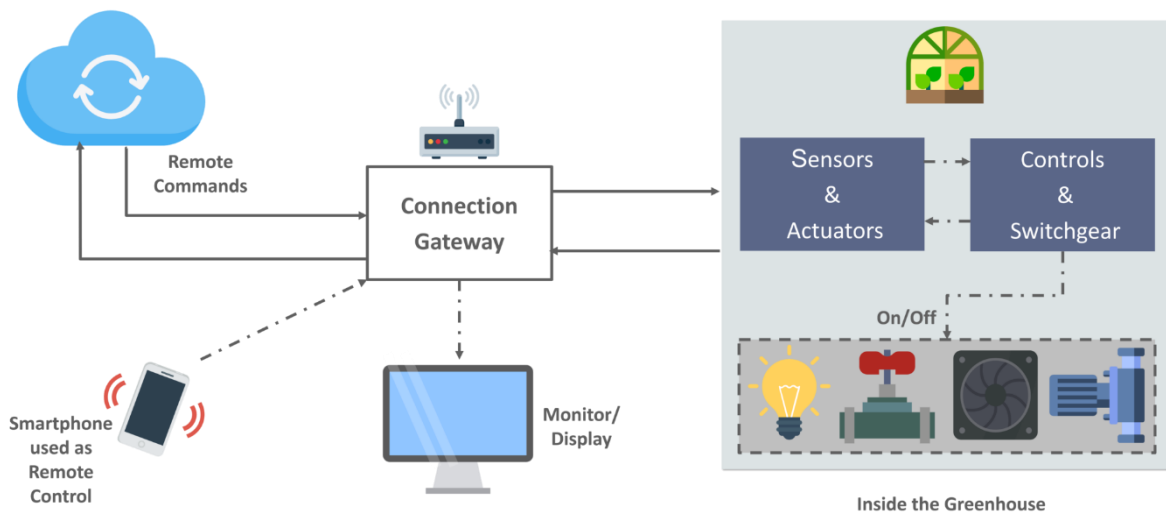 Remote
Commands
Connection
Gateway
Sensors
&
Actuators
Controls
&
Switchgear
On/Off
Smartphone
used as
Remote
Control
Monitor/
Display
Inside the Greenhouse